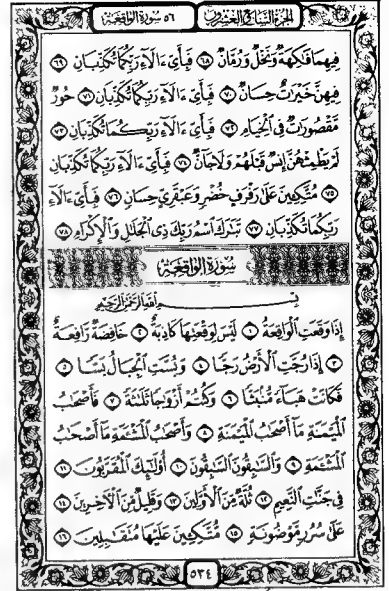 الجزء السابع والعشرون
٥٦ سورة الواقعة
فِيهِمَا فَٰكِهَةٌ وَنَخْلٌ وَرُمَّانٌ ٦٨ فَبِأَىِّ ءَالَآءِ رَبِّكُمَا تُكَذِّبَانِ ٦٩
فِيهِنَّ خَيْرَٰتٌ حِسَانٌ ٧٠ فَبِأَىِّ ءَالَآءِ رَبِّكُمَا تُكَذِّبَانِ ٧١ حُورٌ
مَّقْصُورَٰتٌ فِى ٱلْخِيَامِ ٧٢ فَبِأَىِّ ءَالَآءِ رَبِّكُمَا تُكَذِّبَانِ ٧٣
لَمْ يَطْمِثْهُنَّ إِنسٌ قَبْلَهُمْ وَلَا جَآنٌّ ٧٤ فَبِأَىِّ ءَالَآءِ رَبِّكُمَا تُكَذِّبَانِ
٧٥ مُتَّكِـِٔينَ عَلَىٰ رَفْرَفٍ خُضْرٍ وَعَبْقَرِىٍّ حِسَانٍ ٧٦ فَبِأَىِّ ءَالَآءِ
رَبِّكُمَا تُكَذِّبَانِ ٧٧ تَبَٰرَكَ ٱسْمُ رَبِّكَ ذِى ٱلْجَلَٰلِ وَٱلْإِكْرَامِ ٧٨
سورة الواقعة
بِسْمِ ٱللَّهِ ٱلرَّحْمَٰنِ ٱلرَّحِيمِ
إِذَا وَقَعَتِ ٱلْوَاقِعَةُ ١ لَيْسَ لِوَقْعَتِهَا كَاذِبَةٌ ٢ خَافِضَةٌ رَّافِعَةٌ
٣ إِذَا رُجَّتِ ٱلْأَرْضُ رَجًّا ٤ وَبُسَّتِ ٱلْجِبَالُ بَسًّا ٥
فَكَانَتْ هَبَآءً مُّنۢبَثًّا ٦ وَكُنتُمْ أَزْوَٰجًا ثَلَٰثَةً ٧ فَأَصْحَٰبُ
ٱلْمَيْمَنَةِ مَآ أَصْحَٰبُ ٱلْمَيْمَنَةِ ٨ وَأَصْحَٰبُ ٱلْمَشْـَٔمَةِ مَآ أَصْحَٰبُ
ٱلْمَشْـَٔمَةِ ٩ وَٱلسَّٰبِقُونَ ٱلسَّٰبِقُونَ ١٠ أُو۟لَٰٓئِكَ ٱلْمُقَرَّبُونَ ١١
فِى جَنَّٰتِ ٱلنَّعِيمِ ١٢ ثُلَّةٌ مِّنَ ٱلْأَوَّلِينَ ١٣ وَقَلِيلٌ مِّنَ ٱلْءَاخِرِينَ ١٤
عَلَىٰ سُرُرٍ مَّوْضُونَةٍ ١٥ مُّتَّكِـِٔينَ عَلَيْهَا مُتَقَٰبِلِينَ ١٦
٥٣٤